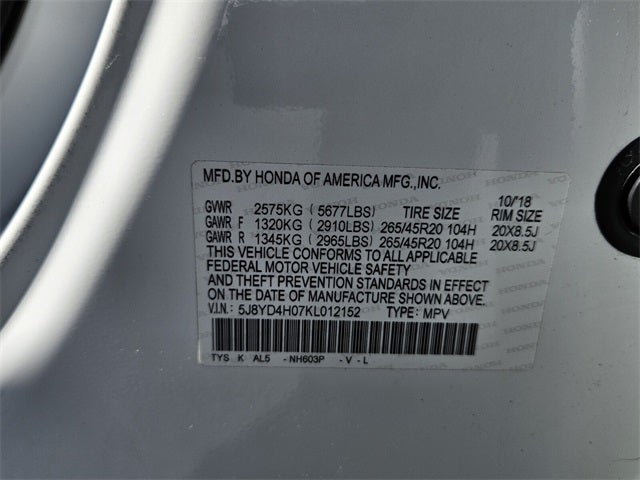 MFD.BY HONDA OF AMERICA MFG.,INC.
10/'18
GVWR 2575KG (5677LBS) TIRE SIZE RIM SIZE
GAWR F 1320KG (2910LBS) 265/45R20 104H 20X8.5J
GAWR R 1345KG (2965LBS) 265/45R20 104H 20X8.5J
THIS VEHICLE CONFORMS TO ALL APPLICABLE
FEDERAL MOTOR VEHICLE SAFETY
AND THEFT PREVENTION STANDARDS IN EFFECT
ON THE DATE OF MANUFACTURE SHOWN ABOVE.
V.I.N.: 5J8YD4H07KL012152 TYPE: MPV
TYS K AL5 -NH603P -V-L